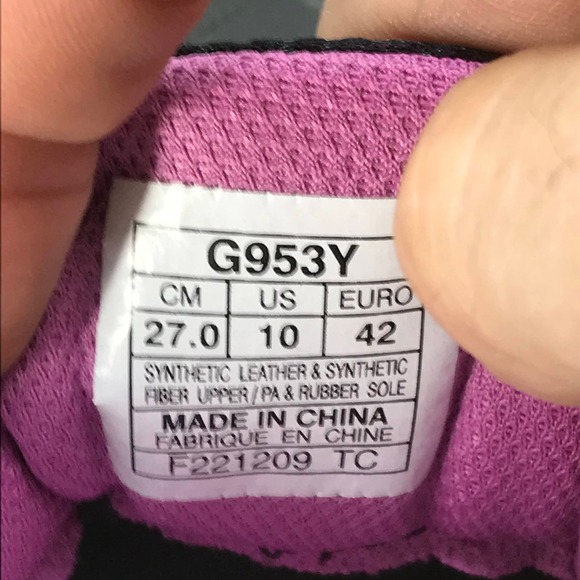 G953Y
CM US EURO
27.0 10 42
SYNTHETIC LEATHER & SYNTHETIC
FIBER UPPER / PA & RUBBER SOLE
MADE IN CHINA
FABRIQUE EN CHINE
F221209 TC